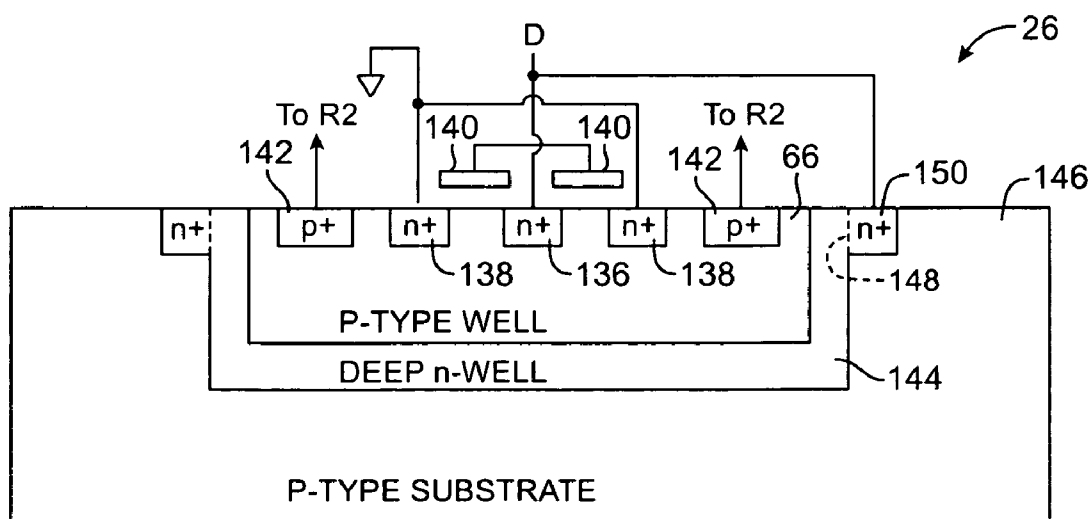 26
D
To R2
140
140
To R2
142
142
66
150
146
n+
p+
n+
n+
n+
p+
n+
138
136
138
148
P-TYPE WELL
DEEP n-WELL
144
P-TYPE SUBSTRATE